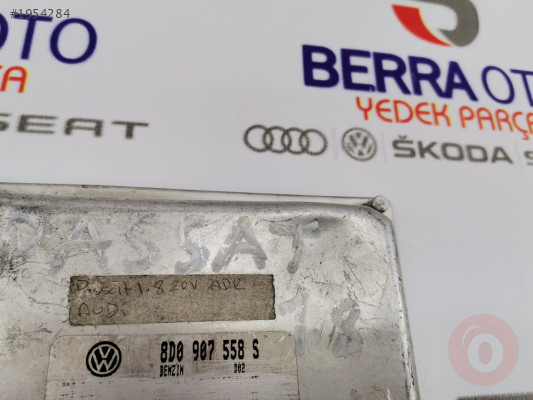 #1954284
OTO
BERRA OTO
YEDEK PARÇA
SEAT
ŠKODA S
PASSAT
1.8
Passat 1.8 20V ADR
AUDİ
8D0 907 558 S
BENZIN D02